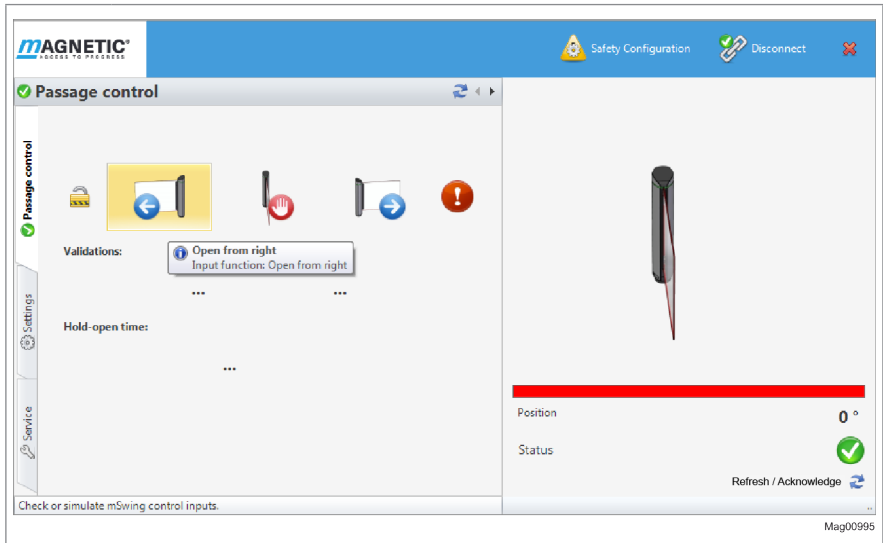 MAGNETIC®
ACCESS TO PROGRESS
Safety Configuration
Disconnect
Passage control
Passage control
Settings
Service
Validations:
Open from right
Input function: Open from right
... ...
Hold-open time:
...
Position
0 °
Status
Refresh / Acknowledge
Check or simulate mSwing control inputs.
Mag00995